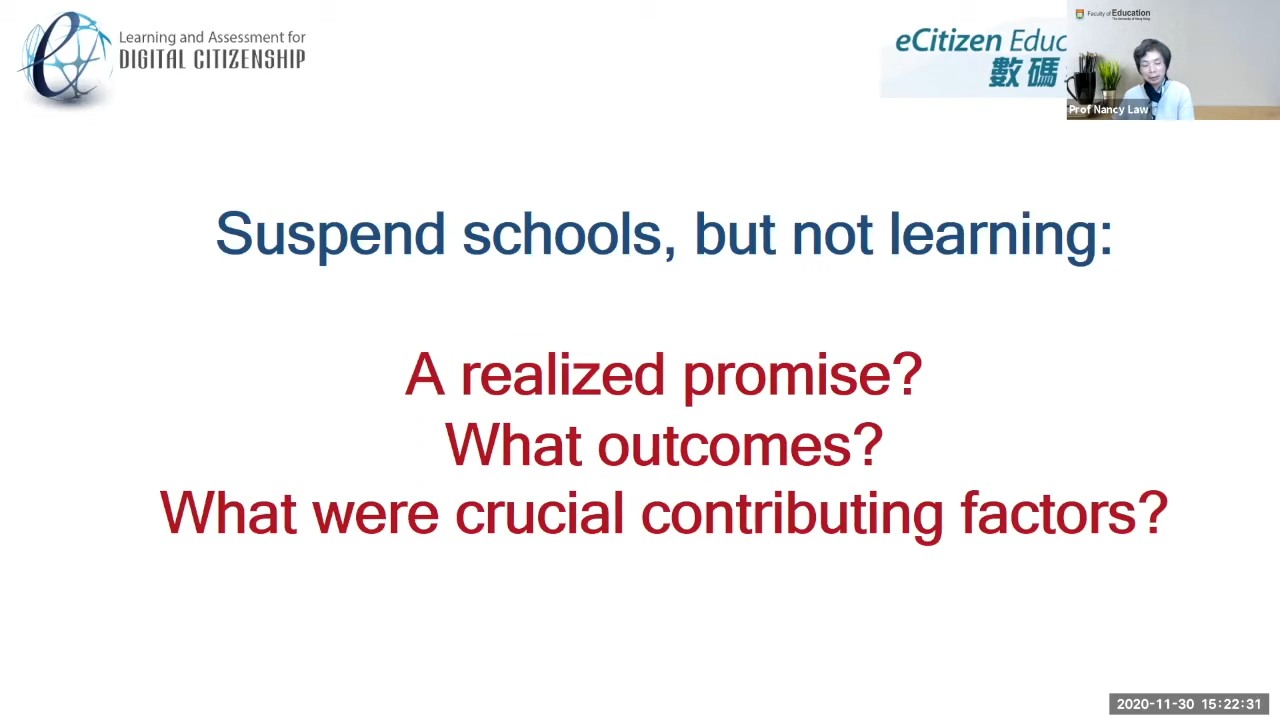 Learning and Assessment for
DIGITAL CITIZENSHIP
eCitizen Educ
數碼
Faculty of Education
The University of Hong Kong
Prof Nancy Law
Suspend schools, but not learning:
A realized promise?
What outcomes?
What were crucial contributing factors?
2020-11-30 15:22:31